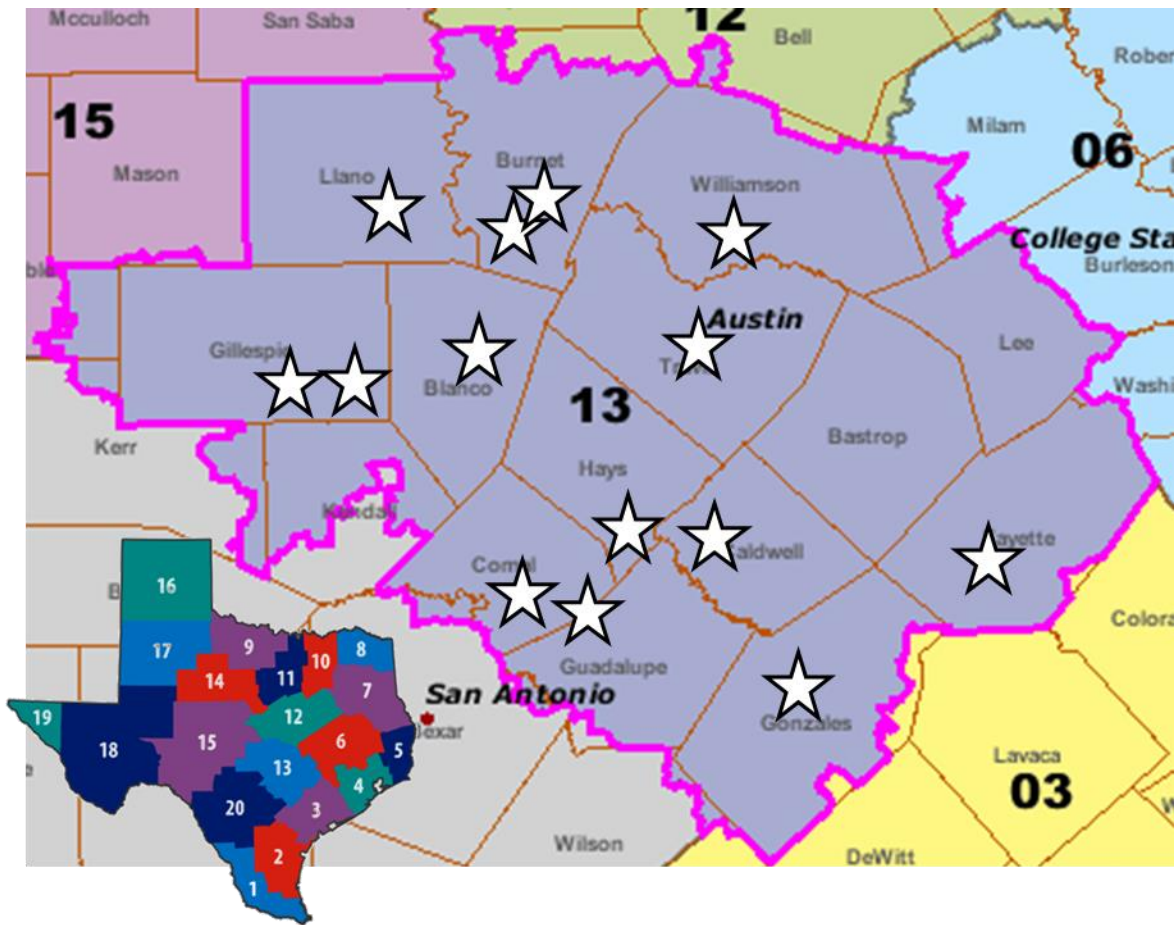 Mcculloch
San Saba
12
Bell
Rober
15
Mason
Milam
06
Llano
Burnet
Williamson
College Sta
Burleson
ble
Austin
Lee
Gillespie
Blanco
13
Washi
Kerr
Bastrop
Hays
Kendall
Comal
Caldwell
Fayette
Colora
Guadalupe
San Antonio
Bexar
Gonzales
Lavaca
03
Wilson
DeWitt
16
17
9
10
8
14
11
7
19
12
18
15
6
5
13
4
20
3
2
1